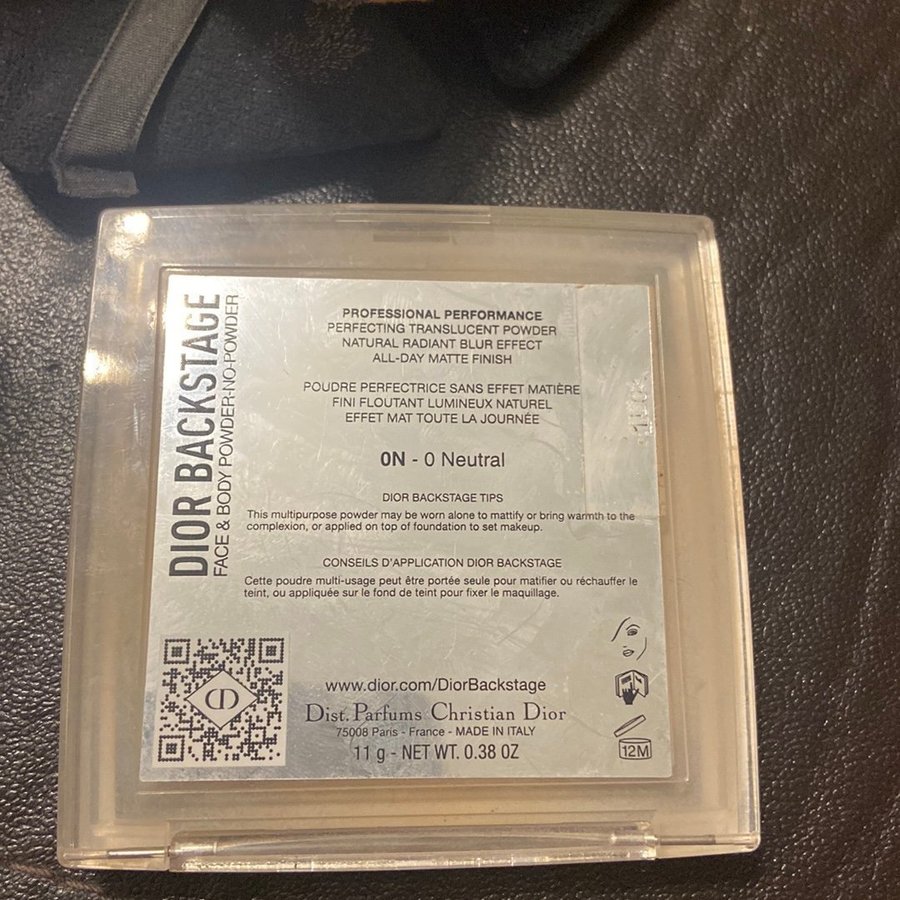 DIOR BACKSTAGE
FACE & BODY POWDER-NO-POWDER
PROFESSIONAL PERFORMANCE
PERFECTING TRANSLUCENT POWDER
NATURAL RADIANT BLUR EFFECT
ALL-DAY MATTE FINISH
POUDRE PERFECTRICE SANS EFFET MATIÈRE
FINI FLOUTANT LUMINEUX NATUREL
EFFET MAT TOUTE LA JOURNÉE
0N - 0 Neutral
DIOR BACKSTAGE TIPS
This multipurpose powder may be worn alone to mattify or bring warmth to the
complexion, or applied on top of foundation to set makeup.
CONSEILS D'APPLICATION DIOR BACKSTAGE
Cette poudre multi-usage peut être portée seule pour matifier ou réchauffer le
teint, ou appliquée sur le fond de teint pour fixer le maquillage.
www.dior.com/DiorBackstage
Dist. Parfums Christian Dior
75008 Paris - France - MADE IN ITALY
11 g - NET WT. 0.38 OZ
CD
12M